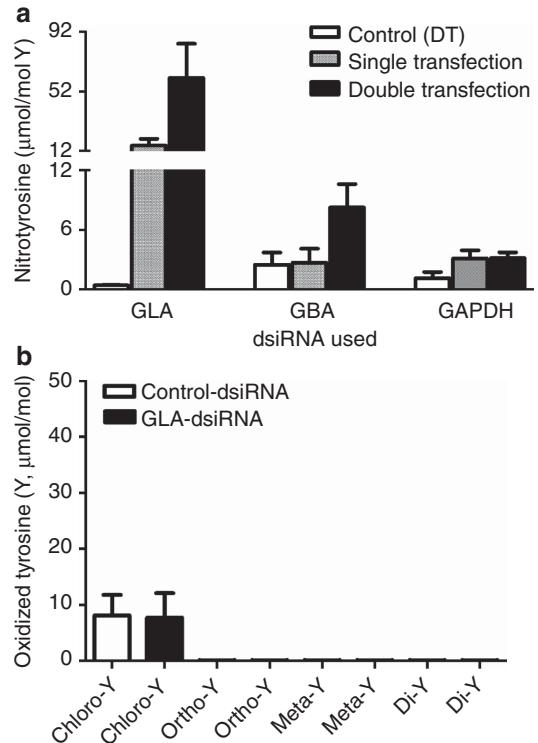 a
Nitrotyrosine (µmol/mol Y)
92
52
12
12
6
0
Control (DT)
Single transfection
Double transfection
GLA
GBA
GAPDH
dsiRNA used
b
Oxidized tyrosine (Y, µmol/mol)
50
40
30
20
10
0
Control-dsiRNA
GLA-dsiRNA
Chloro-Y
Chloro-Y
Ortho-Y
Ortho-Y
Meta-Y
Meta-Y
Di-Y
Di-Y